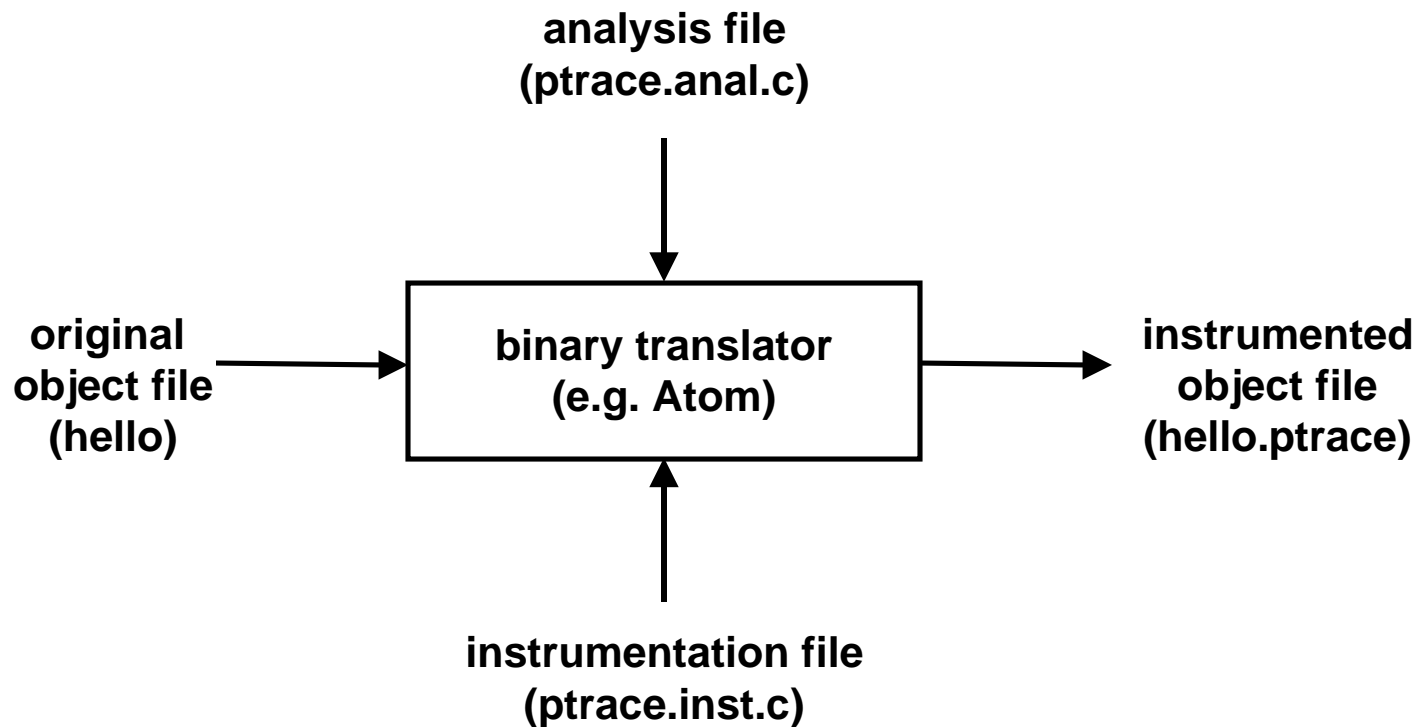 analysis file
(ptrace.anal.c)
original
object file
(hello)
binary translator
(e.g. Atom)
instrumented
object file
(hello.ptrace)
instrumentation file
(ptrace.inst.c)